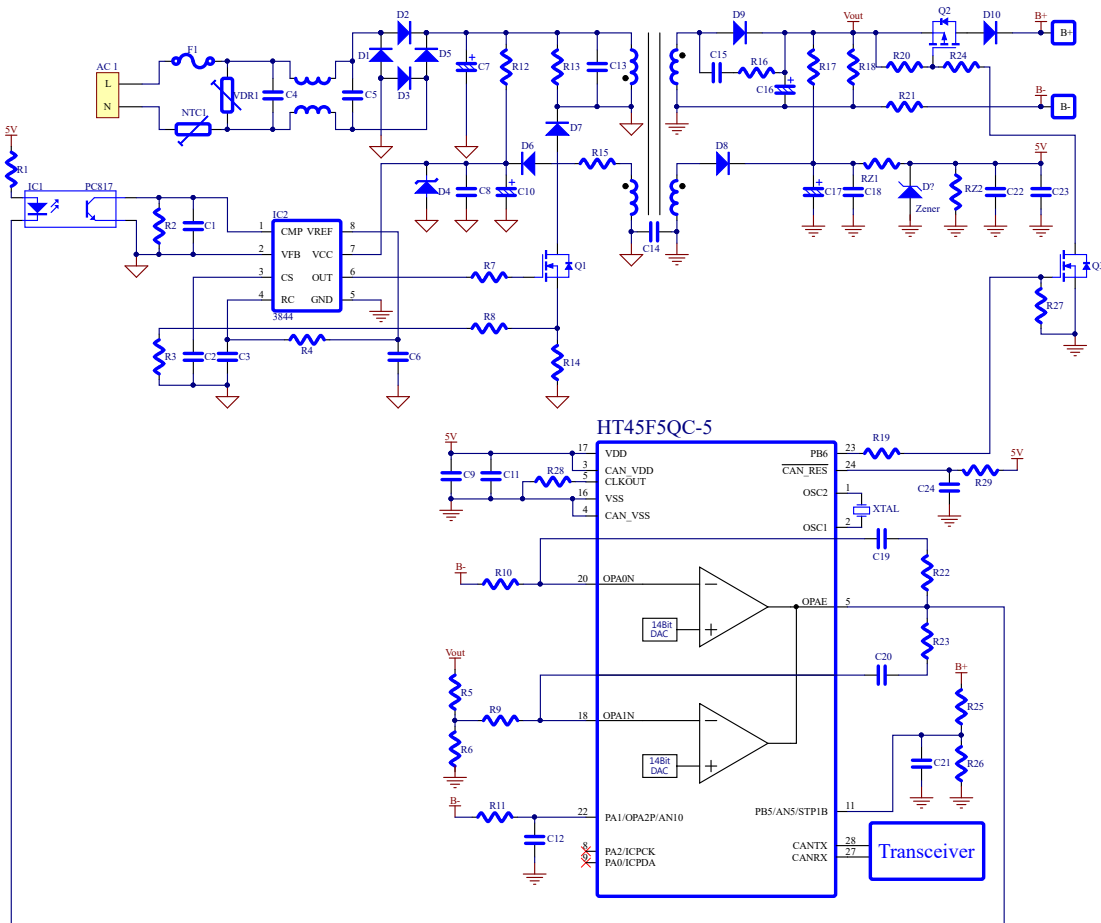 D2
D9
Vout
Q2
D10
B+
F1
B+
AC 1
D1
D5
C15
L
C7
R12
R13
C13
R16
R17
R18
R20
R24
VDR1
C4
C5
D3
C16
N
NTC1
R21
B-
B-
5V
D7
R1
D6
R15
D8
5V
IC1
PC817
D4
C8
C10
C17
C18
RZ1
D?
Zener
RZ2
C22
C23
R2
C1
IC2
1
CMP
VREF
8
2
VFB
VCC
7
C14
3
CS
OUT
6
R7
Q1
4
RC
GND
5
3844
R27
R8
R3
C2
C3
R4
C6
R14
HT45F5QC-5
5V
17
VDD
PB6
23
R19
3
CAN_VDD
CAN_RES
24
5V
C9
C11
R28
5
CLKOUT
R29
16
VSS
OSC2
1
C24
4
CAN_VSS
XTAL
OSC1
2
C19
B-
R10
20
OPA0N
R22
OPAE
5
14Bit
DAC
R23
Vout
C20
B+
R5
R9
18
OPA1N
R25
R6
14Bit
DAC
C21
R26
B-
R11
22
PA1/OPA2P/AN10
PB5/AN5/STP1B
11
C12
8
PA2/ICPCK
CANTX
28
Transceiver
9
PA0/ICPDA
CANRX
27